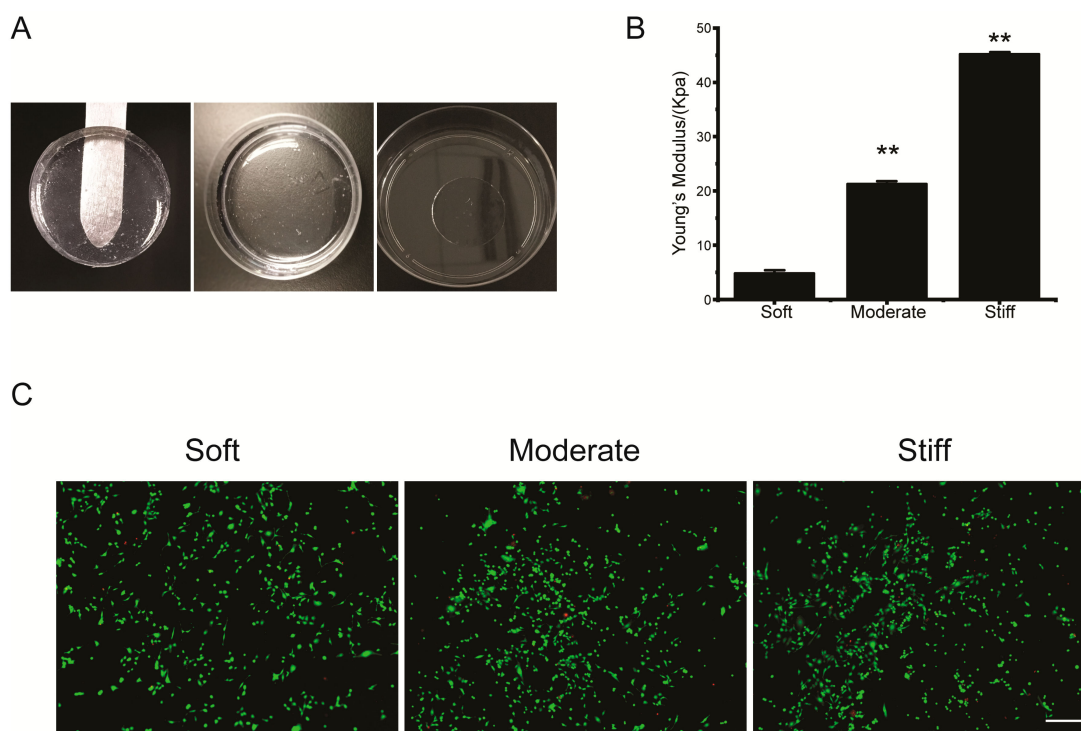 A
B
50
40
30
20
10
0
Young's Modulus/(Kpa)
**
**
Soft
Moderate
Stiff
C
Soft
Moderate
Stiff